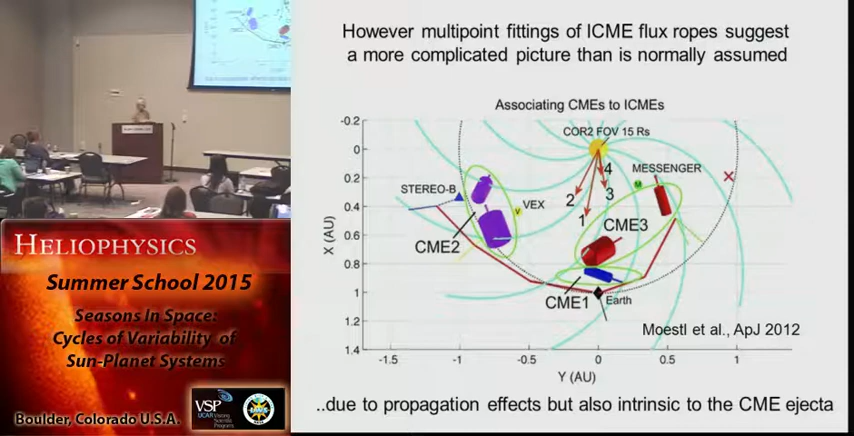 However multipoint fittings of ICME flux ropes suggest
a more complicated picture than is normally assumed
Associating CMEs to ICMEs
COR2 FOV 15 Rs
MESSENGER
STEREO-B
VEX
M
V
4
3
2
1
CME3
CME2
CME1
Earth
Moestl et al., ApJ 2012
X (AU)
-0.2
0
0.2
0.4
0.6
0.8
1
1.2
1.4
-1.5
-1
-0.5
0
0.5
1
Y (AU)
..due to propagation effects but also intrinsic to the CME ejecta
HELIOPHYSICS
Summer School 2015
Seasons In Space:
Cycles of Variability of
Sun-Planet Systems
Boulder, Colorado U.S.A.
VSP
UCAR Visiting
Scientist
Programs